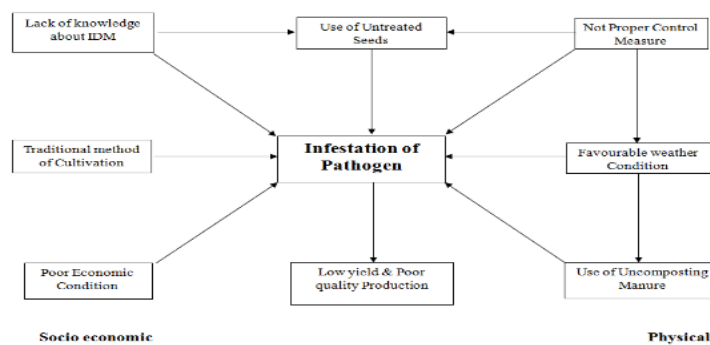 Lack of knowledge
about IDM
Use of Untreated
Seeds
Not Proper Control
Measure
Traditional method
of Cultivation
Infestation of
Pathogen
Favourable weather
Condition
Poor Economic
Condition
Low yield & Poor
quality Production
Use of Uncomposting
Manure
Socio economic
Physical